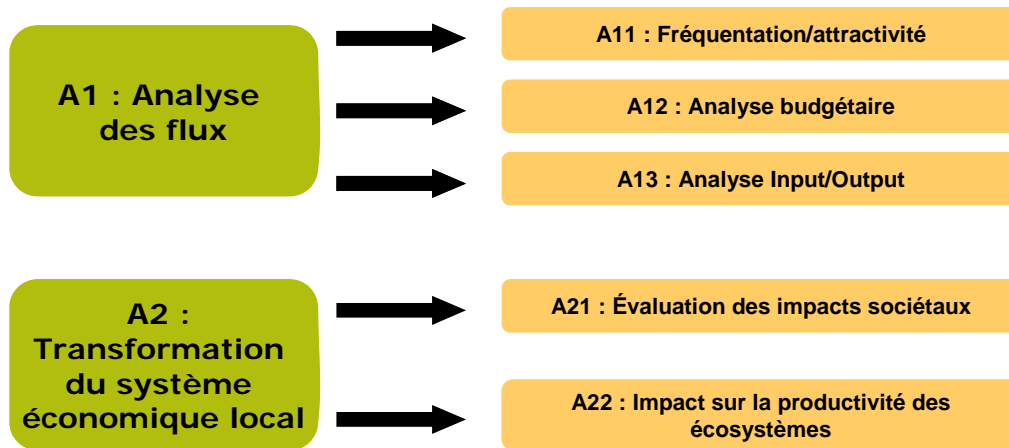 A1 : Analyse
des flux
A11 : Fréquentation/attractivité
A12 : Analyse budgétaire
A13 : Analyse Input/Output
A2 :
Transformation
du système
économique local
A21 : Évaluation des impacts sociétaux
A22 : Impact sur la productivité des
écosystèmes